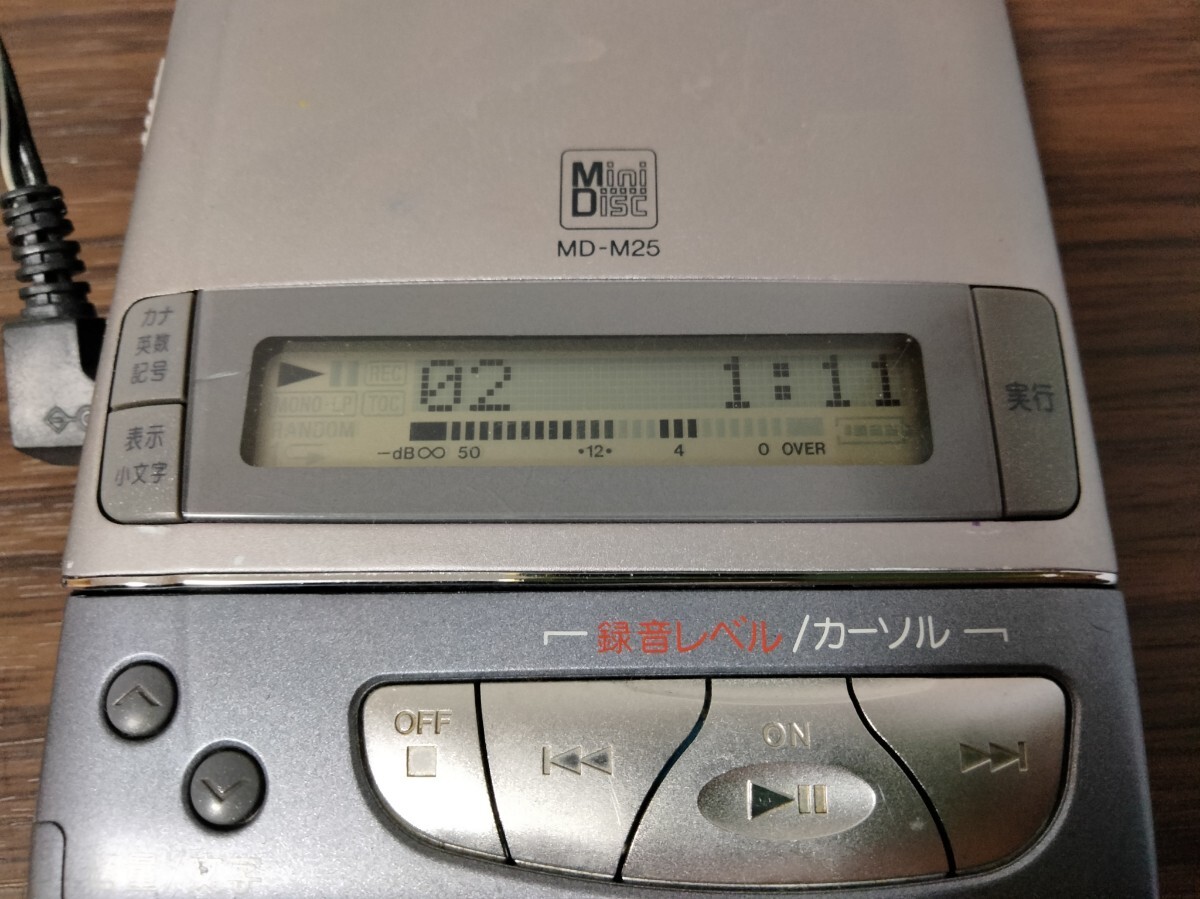 Mini
Disc
MD-M25
カナ
英数
記号
表示
小文字
実行
REC
MONO
TOC
RANDOM
02 1:11
-dB∞ 50 •12• 4 0 OVER
録音レベル/カーソル
OFF
ON
文字